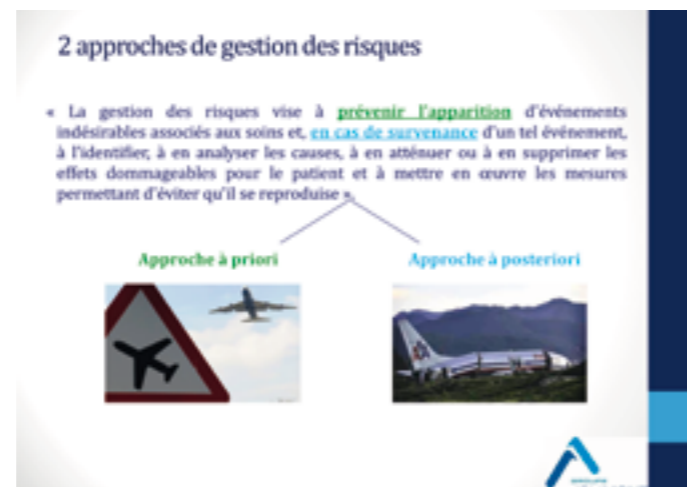 2 approches de gestion des risques
« La gestion des risques vise à prévenir l'apparition d'événements
indésirables associés aux soins et, en cas de survenance d'un tel événement,
à l'identifier, à en analyser les causes, à en atténuer ou à en supprimer les
effets dommageables pour le patient et à mettre en œuvre les mesures
permettant d'éviter qu'il se reproduise ».
Approche à priori
Approche à posteriori